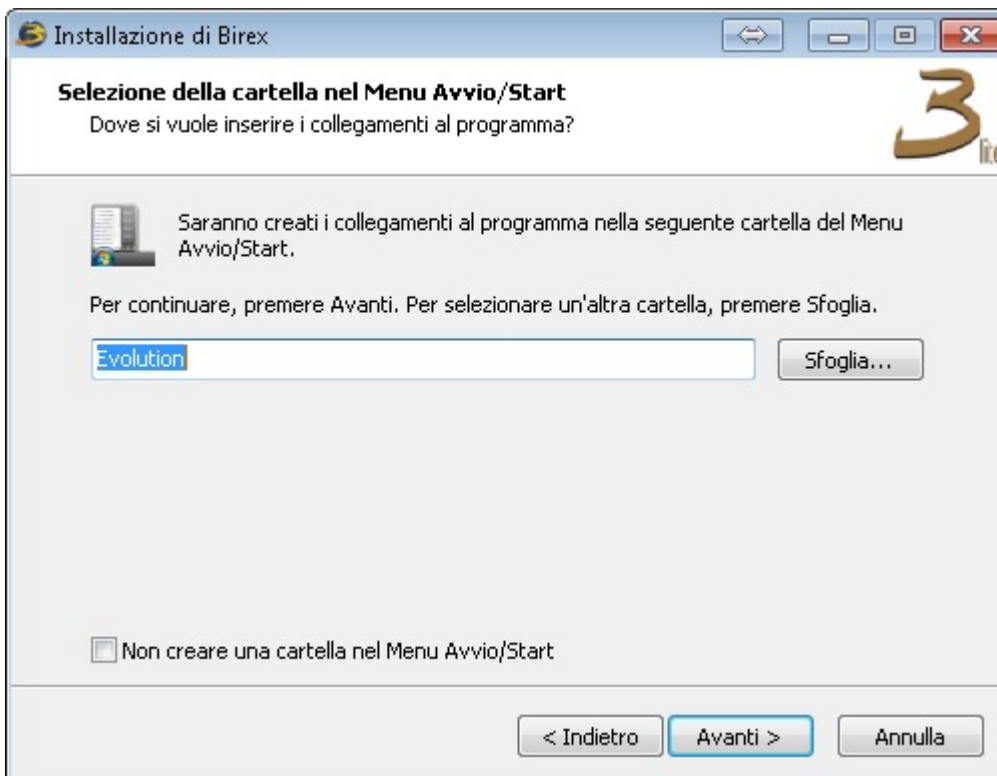 Installazione di Birex
Selezione della cartella nel Menu Avvio/Start
Dove si vuole inserire i collegamenti al programma?
3
lite
Saranno creati i collegamenti al programma nella seguente cartella del Menu
Avvio/Start.
Per continuare, premere Avanti. Per selezionare un'altra cartella, premere Sfoglia.
Evolution
Sfoglia...
Non creare una cartella nel Menu Avvio/Start
< Indietro
Avanti >
Annulla